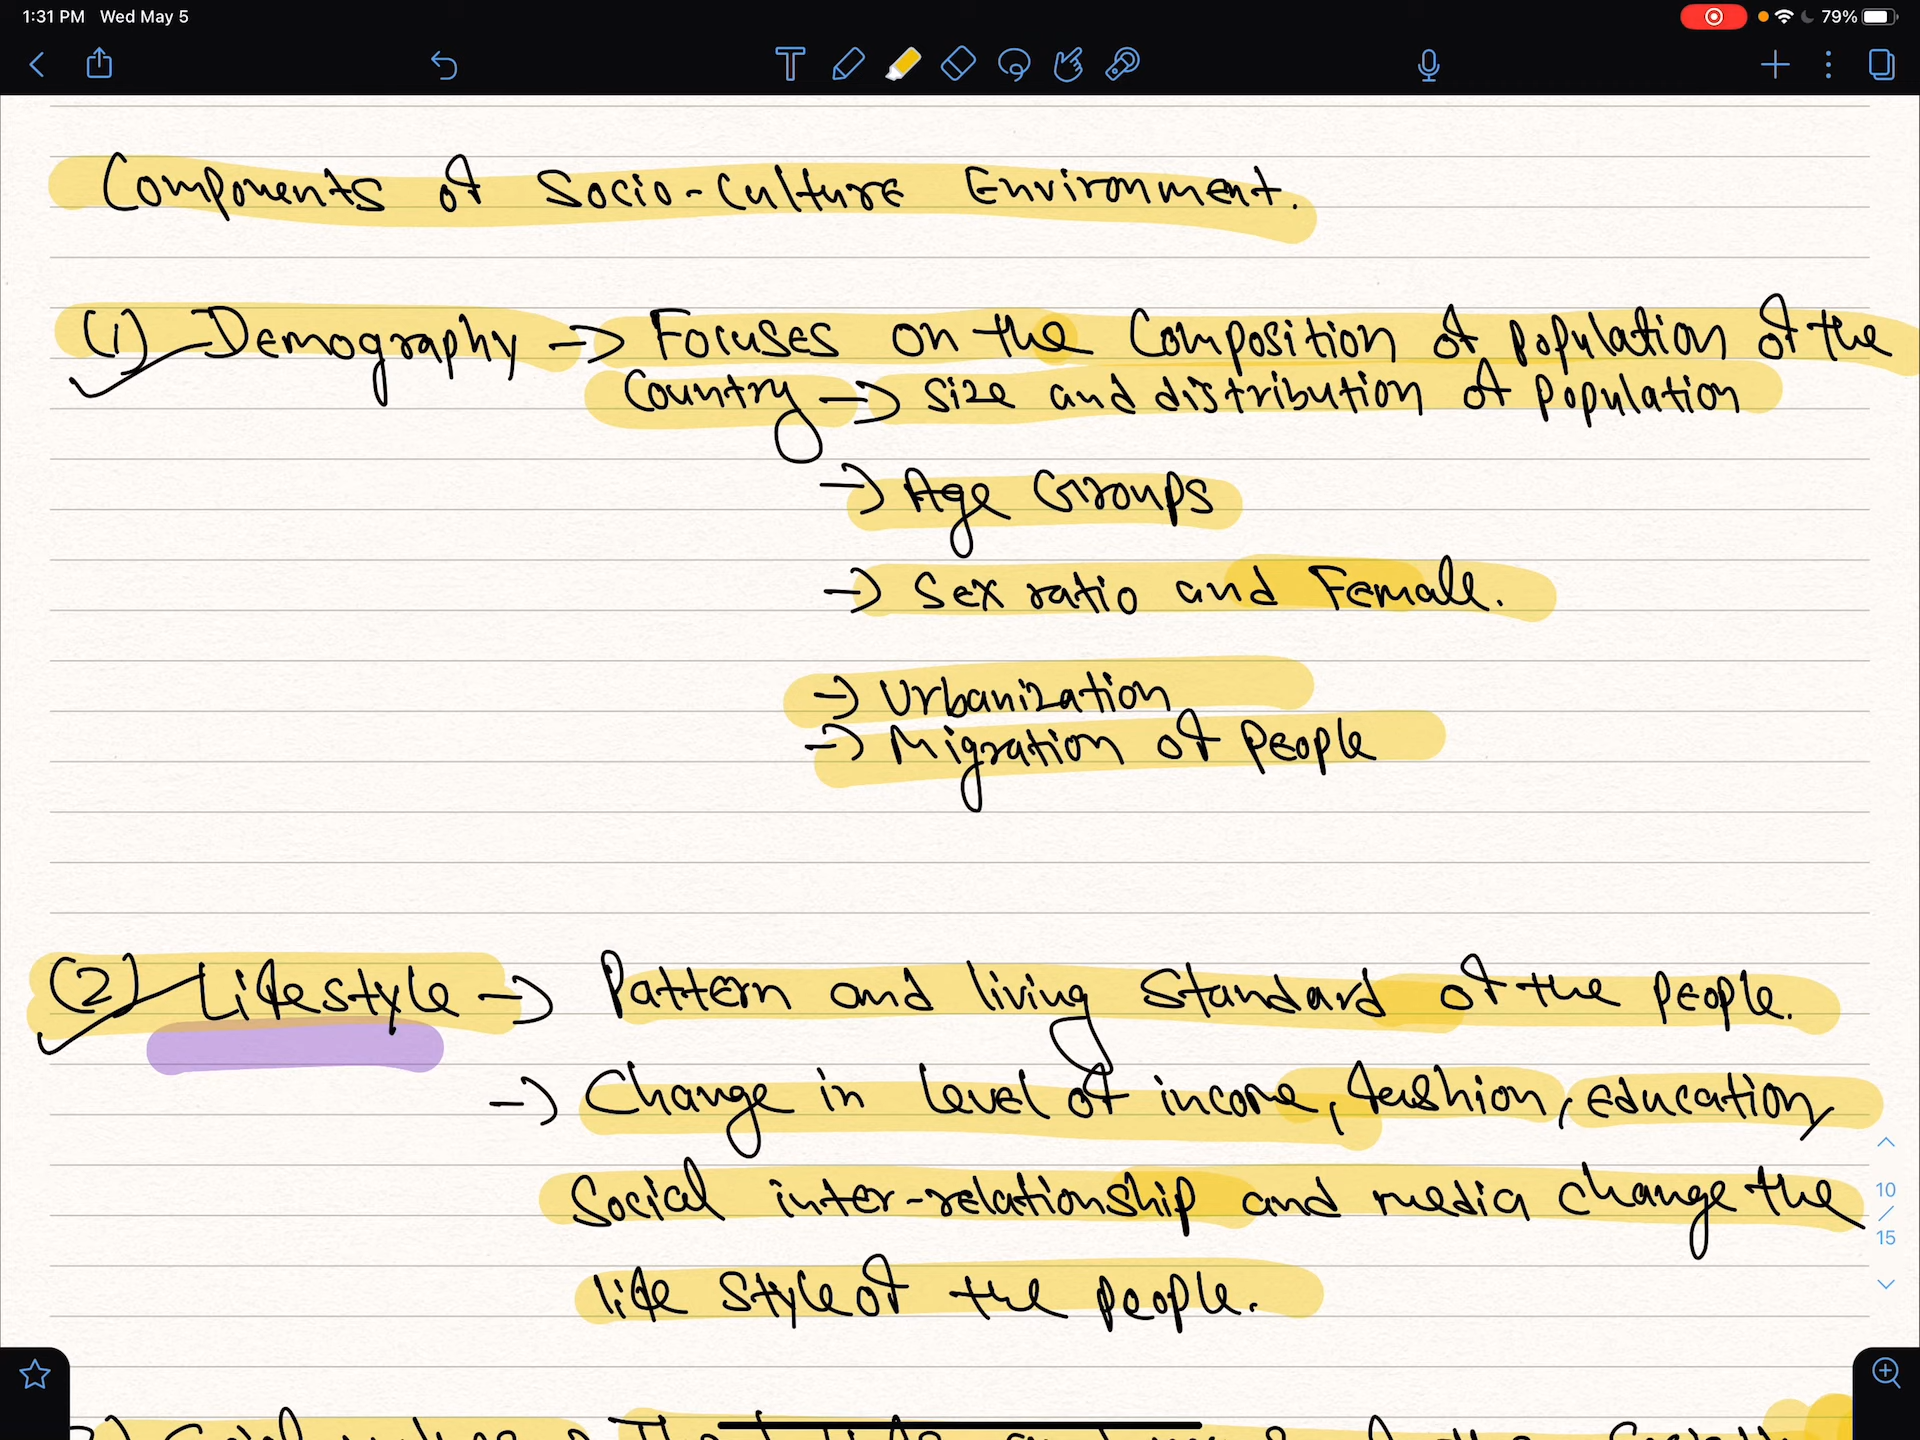 1:31 PM Wed May 5
79%
Components of Socio-Culture Environment.
(1) Demography → Focuses on the Composition of population of the
Country → Size and distribution of population
→ Age Groups
→ Sex ratio and Female.
→ Urbanization
→ Migration of People
(2) Lifestyle → Pattern and living Standard of the people.
→ Change in level of income, fashion, education,
Social inter-relationship and media change the
life style of the people.
10
/
15